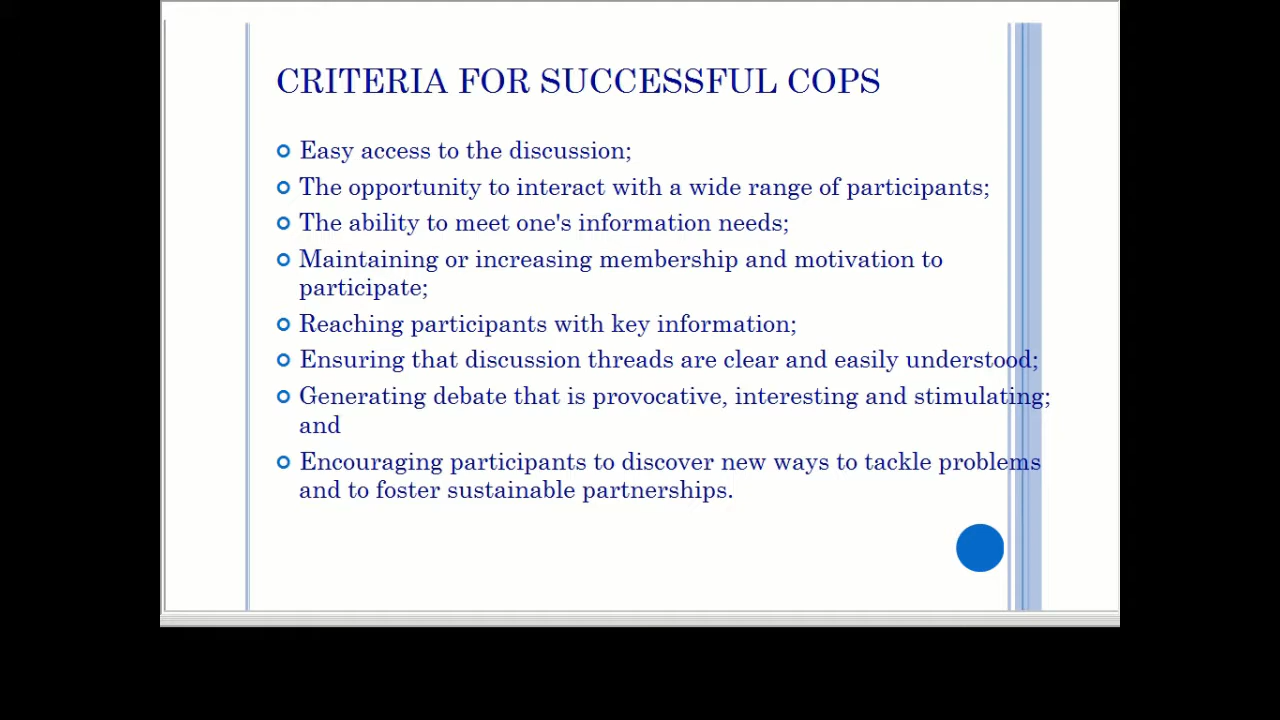 CRITERIA FOR SUCCESSFUL COPS
Easy access to the discussion;
The opportunity to interact with a wide range of participants;
The ability to meet one's information needs;
Maintaining or increasing membership and motivation to
participate;
Reaching participants with key information;
Ensuring that discussion threads are clear and easily understood;
Generating debate that is provocative, interesting and stimulating;
and
Encouraging participants to discover new ways to tackle problems
and to foster sustainable partnerships.